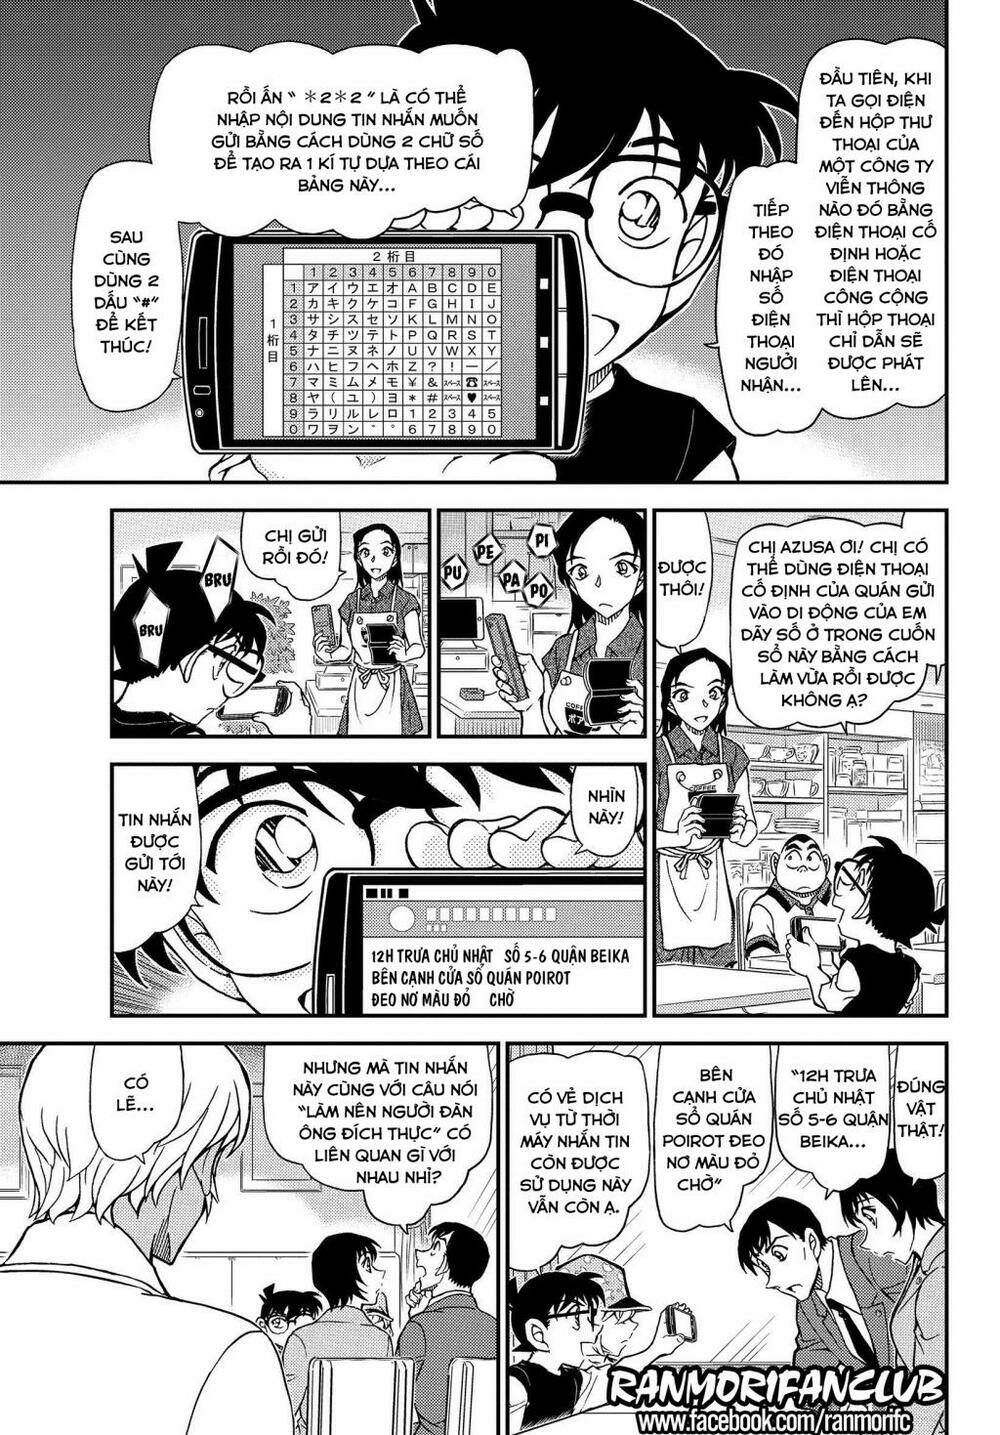 ĐẦU TIÊN, KHI
TA GỌI ĐIỆN
ĐẾN HỘP THƯ
THOẠI CỦA
MỘT CÔNG TY
VIỄN THÔNG
NÀO ĐÓ BẰNG
ĐIỆN THOẠI CỐ
ĐỊNH HOẶC
ĐIỆN THOẠI
CÔNG CỘNG
THÌ HỘP THOẠI
CHỈ DẪN SẼ
ĐƯỢC PHÁT
LÊN...
TIẾP
THEO
ĐÓ
NHẬP
SỐ
ĐIỆN
THOẠI
NGƯỜI
NHẬN...
RỒI ẤN “ *2*2 ” LÀ CÓ THỂ
NHẬP NỘI DUNG TIN NHẮN MUỐN
GỬI BẰNG CÁCH DÙNG 2 CHỮ SỐ
ĐỂ TẠO RA 1 KÍ TỰ DỰA THEO CÁI
BẢNG NÀY...
SAU
CÙNG
DÙNG 2
DẤU “#”
ĐỂ KẾT
THÚC!
2桁目
1桁目
1 2 3 4 5 6 7 8 9 0
1 ア イ ウ エ オ A B C D E
2 カ キ ク ケ コ F G H I J
3 サ シ ス セ ソ K L M N O
4 タ チ ツ テ ト P Q R S T
5 ナ ニ ヌ ネ ノ U V W X Y
6 ハ ヒ フ ヘ ホ Z ? ! ー /
7 マ ミ ム メ モ ¥ & スペース ☎ スペース
8 ヤ ( ユ ) ヨ * # スペース ♥ スペース
9 ラ リ ル レ ロ 1 2 3 4 5
0 ワ ヲ ン ゛ ゜ 6 7 8 9 0
CHỊ AZUSA ƠI! CHỊ CÓ
THỂ DÙNG ĐIỆN THOẠI
CỐ ĐỊNH CỦA QUÁN GỬI
VÀO DI ĐỘNG CỦA EM
DÃY SỐ Ở TRONG CUỐN
SỔ NÀY BẰNG CÁCH
LÀM VỪA RỒI ĐƯỢC
KHÔNG Ạ?
ĐƯỢC
THÔI!
COFFEE
PI
PE
PU
PA
PO
COFFE
ポア
CHỊ GỬI
RỒI ĐÓ!
BRU
BRU
NHÌN
NÀY!
TIN NHẮN
ĐƯỢC
GỬI TỚI
NÀY!
12H TRƯA CHỦ NHẬT SỐ 5-6 QUẬN BEIKA
BÊN CẠNH CỬA SỔ QUÁN POIROT
ĐEO NƠ MÀU ĐỎ CHỜ
ĐÚNG
VẬT
THẬT!
“12H TRƯA
CHỦ NHẬT
SỐ 5-6 QUẬN
BEIKA...
BÊN
CẠNH CỬA
SỔ QUÁN
POIROT ĐEO
NƠ MÀU ĐỎ
CHỜ”
CÓ VẺ DỊCH
VỤ TỪ THỜI
MÁY NHẮN TIN
CÒN ĐƯỢC
SỬ DỤNG NÀY
VẪN CÒN Ạ.
NHƯNG MÀ TIN NHẮN
NÀY CÙNG VỚI CÂU NÓI
“LÀM NÊN NGƯỜI ĐÀN
ÔNG ĐÍCH THỰC” CÓ
LIÊN QUAN GÌ VỚI
NHAU NHỈ?
CÓ
LẼ...
RANMORIFANCLUB
www.facebook.com/ranmorifc